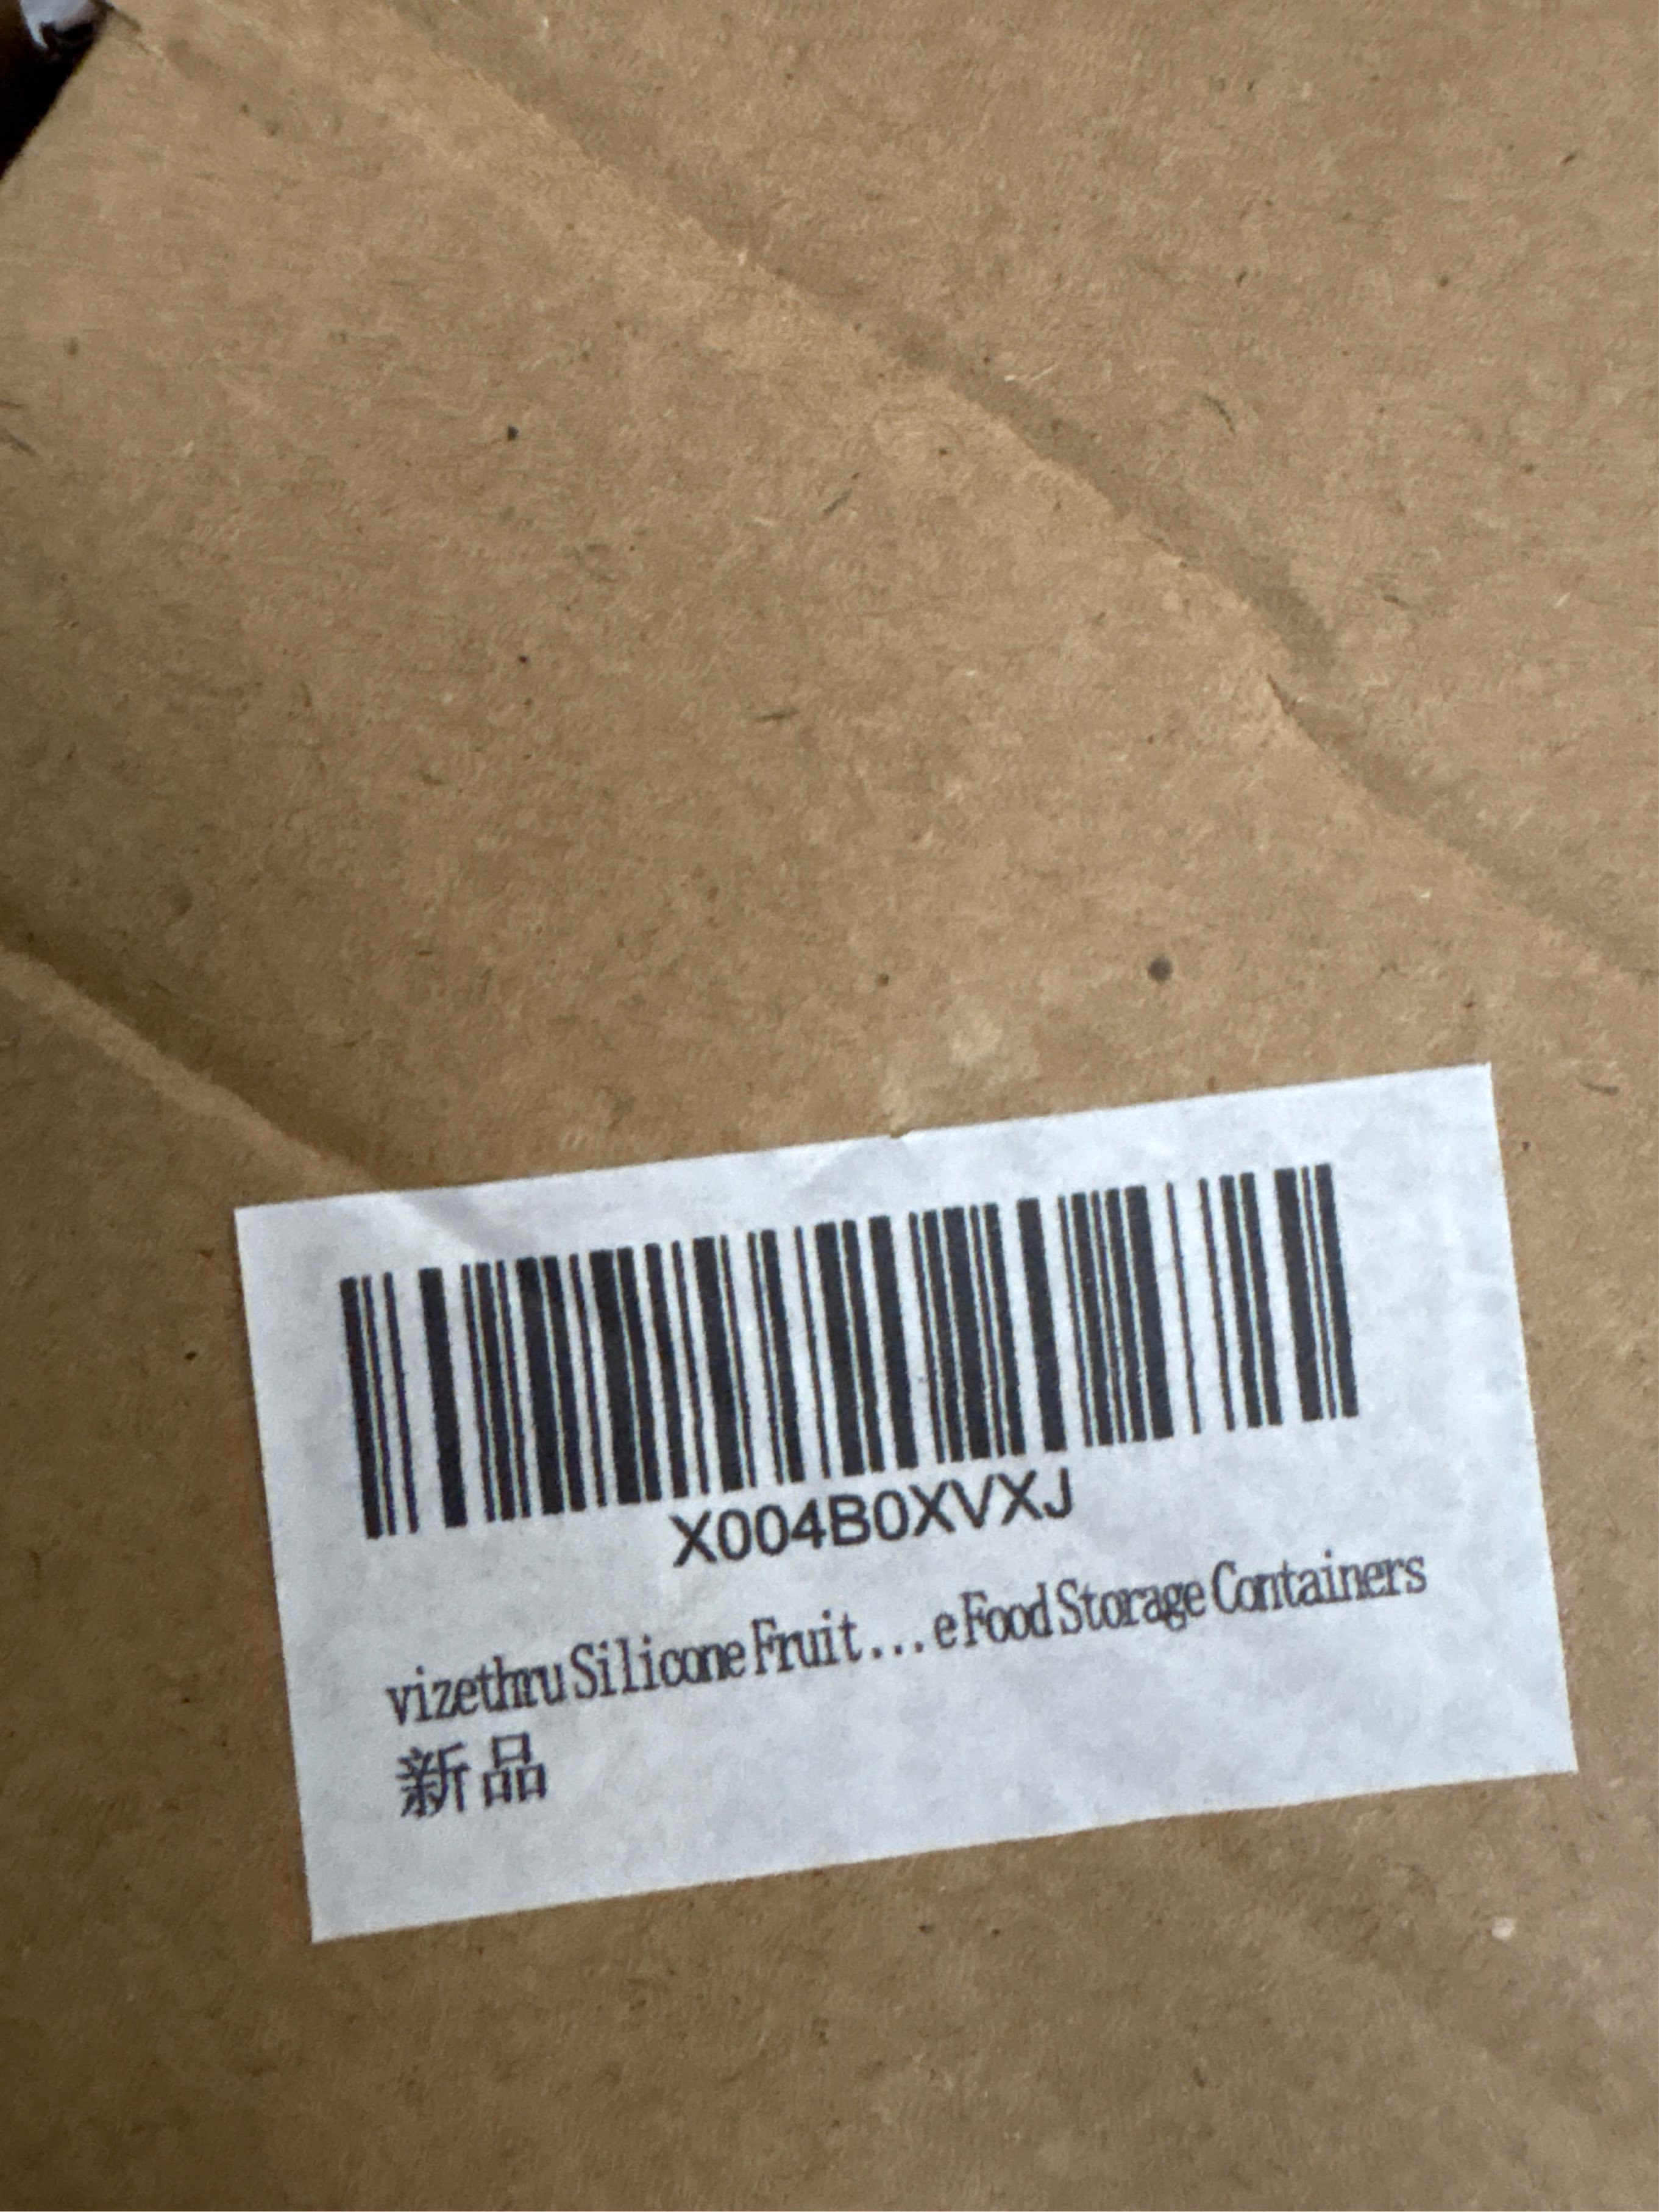 X004B0XVXJ
vizethru Silicone Fruit...e Food Storage Containers
新品